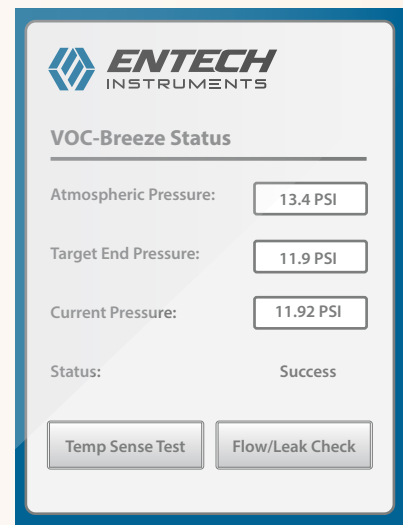 ENTECH
INSTRUMENTS
VOC-Breeze Status
Atmospheric Pressure: 13.4 PSI
Target End Pressure: 11.9 PSI
Current Pressure: 11.92 PSI
Status: Success
Temp Sense Test Flow/Leak Check